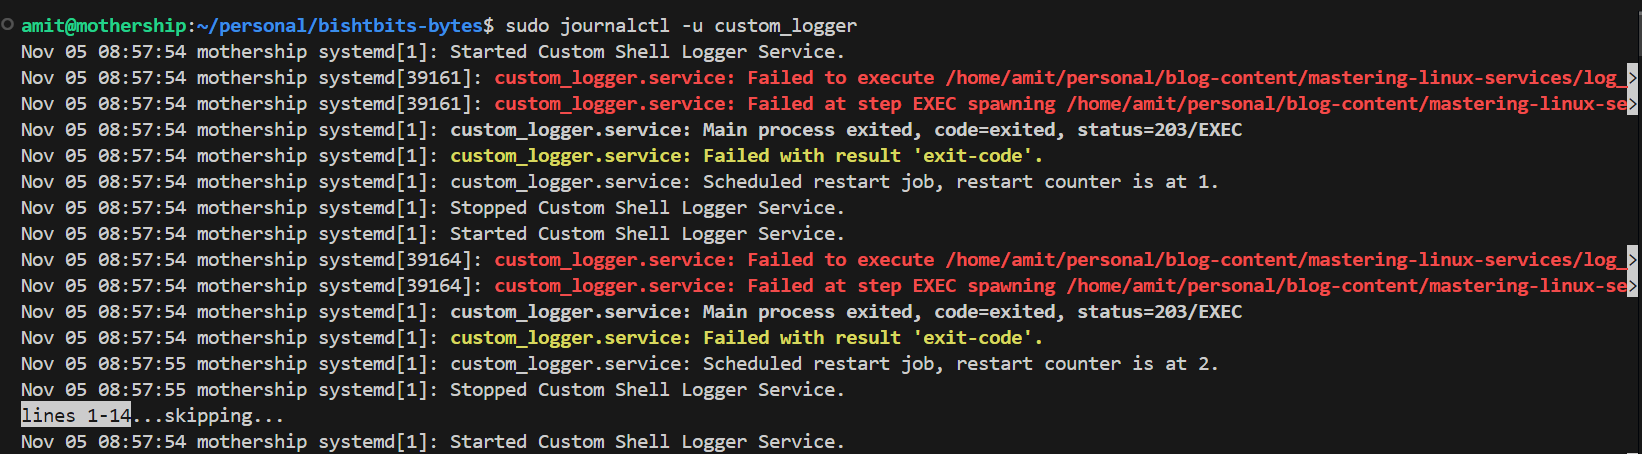 amit@mothership:~/personal/bishtbits-bytes$ sudo journalctl -u custom_logger
Nov 05 08:57:54 mothership systemd[1]: Started Custom Shell Logger Service.
Nov 05 08:57:54 mothership systemd[39161]: custom_logger.service: Failed to execute /home/amit/personal/blog-content/mastering-linux-services/log_>
Nov 05 08:57:54 mothership systemd[39161]: custom_logger.service: Failed at step EXEC spawning /home/amit/personal/blog-content/mastering-linux-se>
Nov 05 08:57:54 mothership systemd[1]: custom_logger.service: Main process exited, code=exited, status=203/EXEC
Nov 05 08:57:54 mothership systemd[1]: custom_logger.service: Failed with result 'exit-code'.
Nov 05 08:57:54 mothership systemd[1]: custom_logger.service: Scheduled restart job, restart counter is at 1.
Nov 05 08:57:54 mothership systemd[1]: Stopped Custom Shell Logger Service.
Nov 05 08:57:54 mothership systemd[1]: Started Custom Shell Logger Service.
Nov 05 08:57:54 mothership systemd[39164]: custom_logger.service: Failed to execute /home/amit/personal/blog-content/mastering-linux-services/log_>
Nov 05 08:57:54 mothership systemd[39164]: custom_logger.service: Failed at step EXEC spawning /home/amit/personal/blog-content/mastering-linux-se>
Nov 05 08:57:54 mothership systemd[1]: custom_logger.service: Main process exited, code=exited, status=203/EXEC
Nov 05 08:57:54 mothership systemd[1]: custom_logger.service: Failed with result 'exit-code'.
Nov 05 08:57:55 mothership systemd[1]: custom_logger.service: Scheduled restart job, restart counter is at 2.
Nov 05 08:57:55 mothership systemd[1]: Stopped Custom Shell Logger Service.
lines 1-14...skipping...
Nov 05 08:57:54 mothership systemd[1]: Started Custom Shell Logger Service.